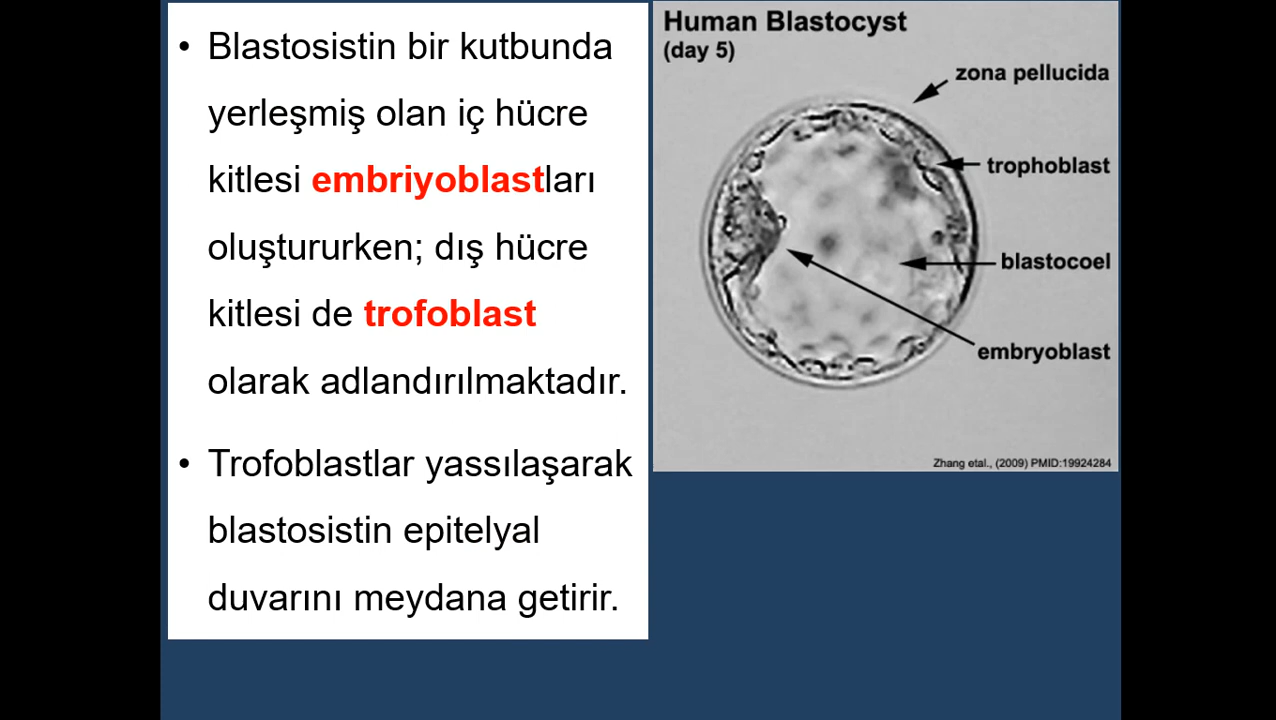 • Blastosistin bir kutbunda
yerleşmiş olan iç hücre
kitlesi embriyoblastları
oluştururken; dış hücre
kitlesi de trofoblast
olarak adlandırılmaktadır.
• Trofoblastlar yassılaşarak
blastosistin epitelyal
duvarını meydana getirir.
Human Blastocyst
(day 5)
zona pellucida
trophoblast
blastocoel
embryoblast
Zhang etal., (2009) PMID:19924284